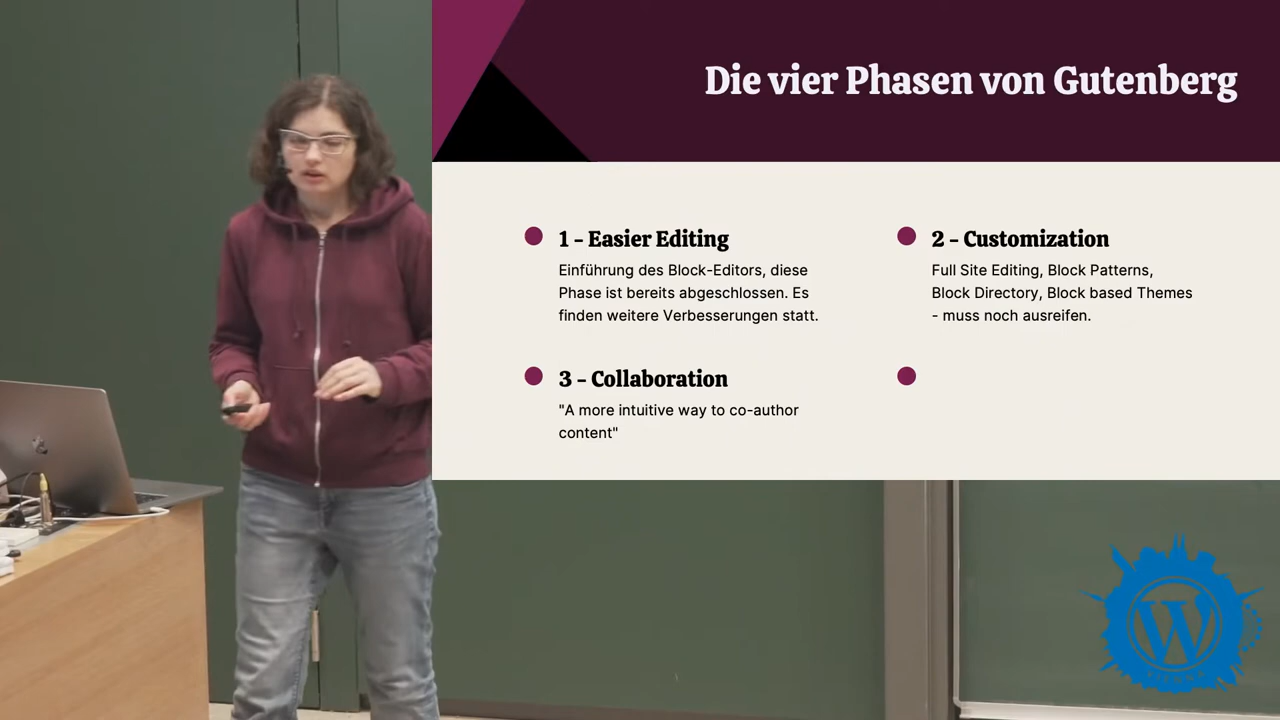 Die vier Phasen von Gutenberg
1 - Easier Editing
Einführung des Block-Editors, diese
Phase ist bereits abgeschlossen. Es
finden weitere Verbesserungen statt.
2 - Customization
Full Site Editing, Block Patterns,
Block Directory, Block based Themes
- muss noch ausreifen.
3 - Collaboration
"A more intuitive way to co-author
content"
W